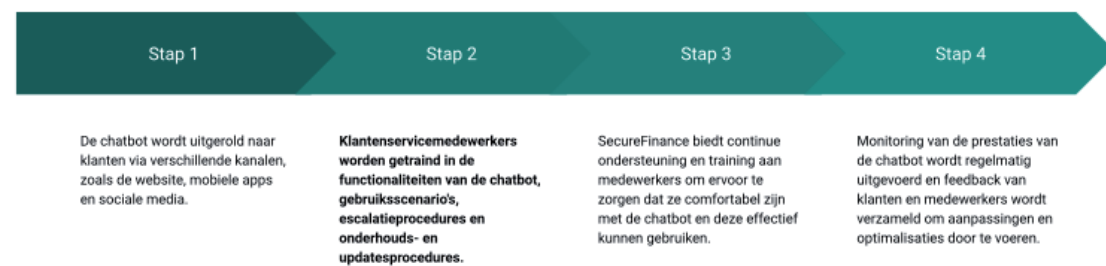 Stap 1
Stap 2
Stap 3
Stap 4
De chatbot wordt uitgerold naar
klanten via verschillende kanalen,
zoals de website, mobiele apps
en sociale media.
Klantenservicemedewerkers
worden getraind in de
functionaliteiten van de chatbot,
gebruiksscenario's,
escalatieprocedures en
onderhouds- en
updatesprocedures.
SecureFinance biedt continue
ondersteuning en training aan
medewerkers om ervoor te
zorgen dat ze comfortabel zijn
met de chatbot en deze effectief
kunnen gebruiken.
Monitoring van de prestaties van
de chatbot wordt regelmatig
uitgevoerd en feedback van
klanten en medewerkers wordt
verzameld om aanpassingen en
optimalisaties door te voeren.